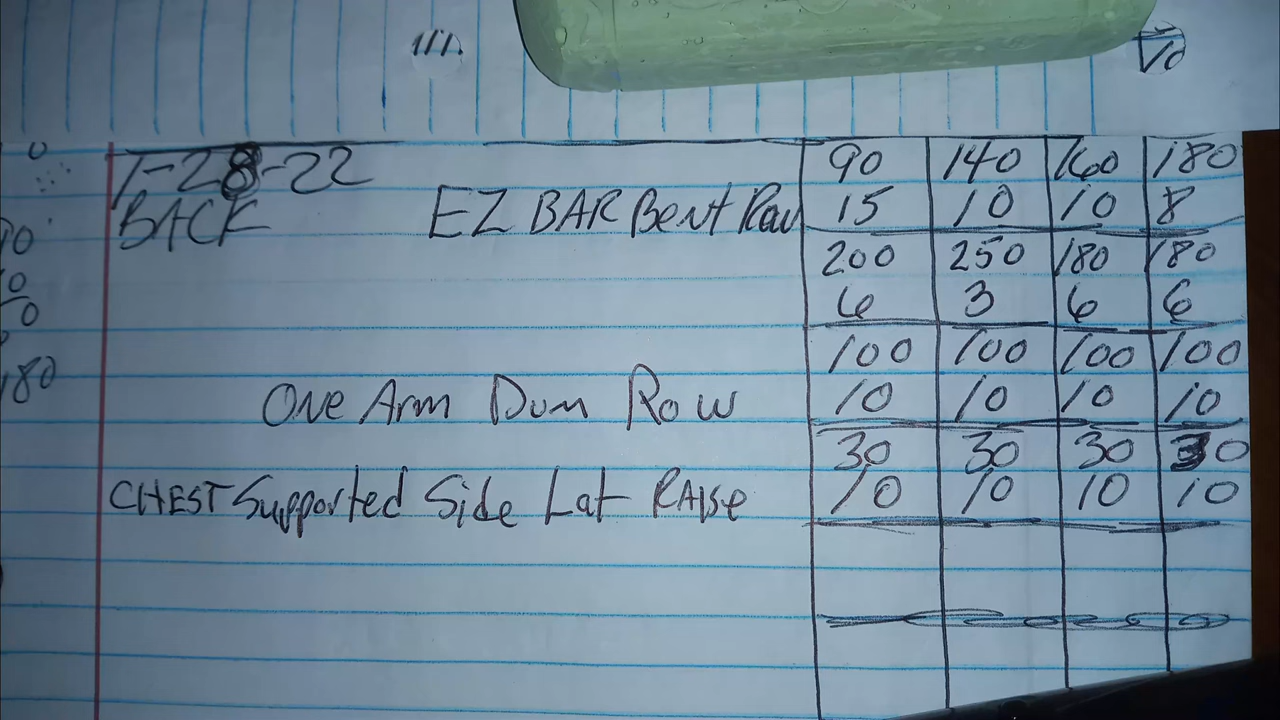 1-28-22 90 140 160 180
BACK EZ BAR Bent Row 15 10 10 8
200 250 180 180
6 3 6 6
100 100 100 100
One Arm Dum Row 10 10 10 10
30 30 30 30
CHEST Supported Side Lat RAise 10 10 10 10
180